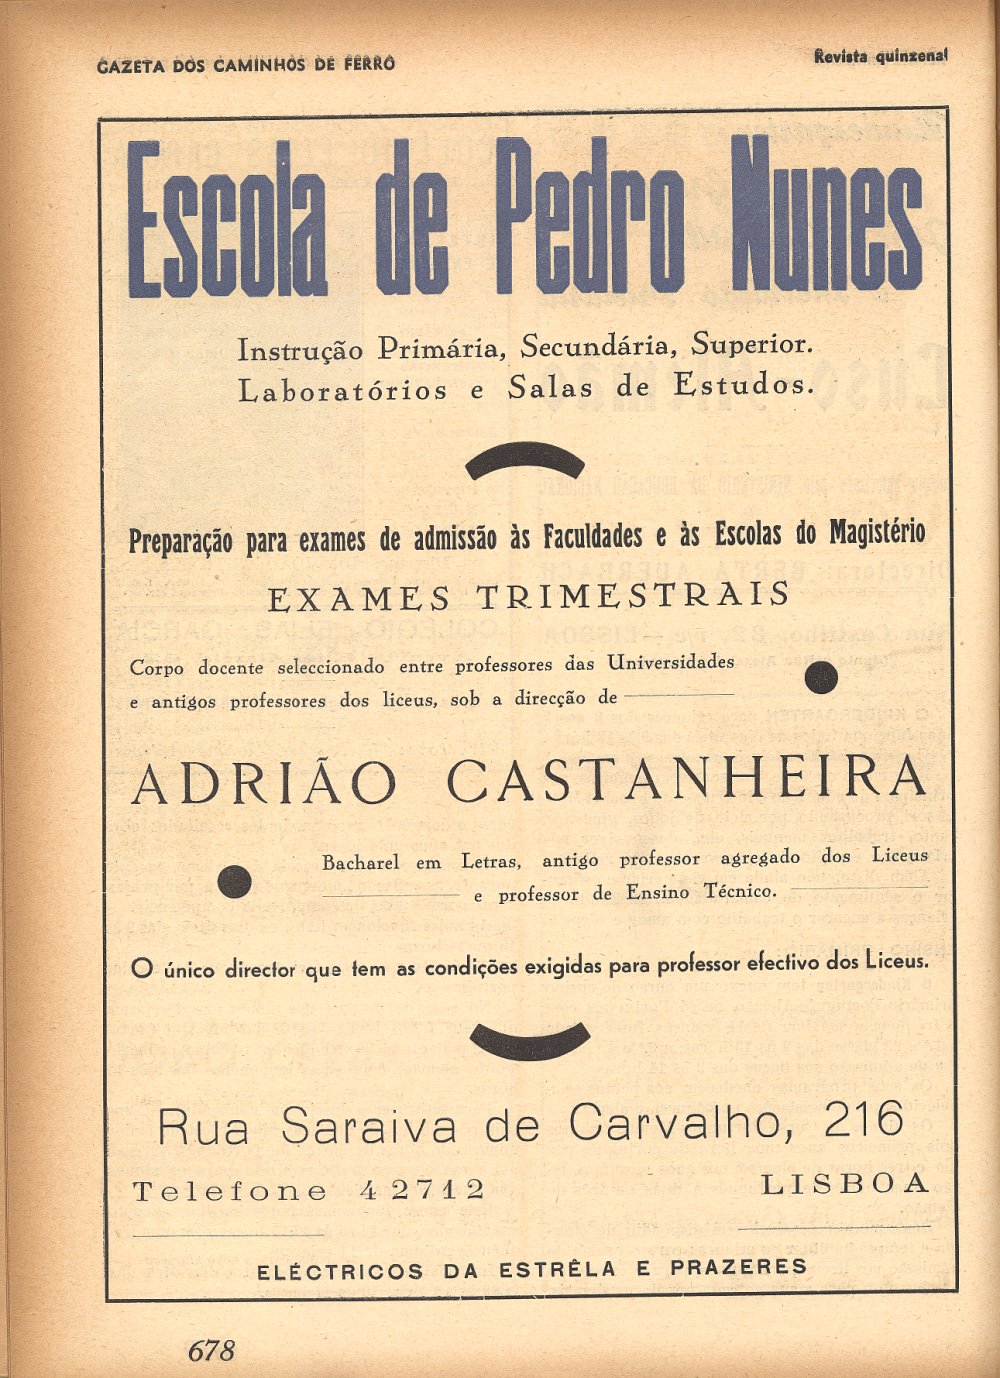 GAZETA DOS CAMINHOS DE FERRO
Revista quinzenal
Escola de Pedro Nunes
Instrução Primária, Secundária, Superior.
Laboratórios e Salas de Estudos.
Preparação para exames de admissão às Faculdades e às Escolas do Magistério
EXAMES TRIMESTRAIS
Corpo docente seleccionado entre professores das Universidades
e antigos professores dos liceus, sob a direcção de
ADRIÃO CASTANHEIRA
Bacharel em Letras, antigo professor agregado dos Liceus
e professor de Ensino Técnico.
O único director que tem as condições exigidas para professor efectivo dos Liceus.
Rua Saraiva de Carvalho, 216
Telefone 42712
LISBOA
ELÉCTRICOS DA ESTRÊLA E PRAZERES
678